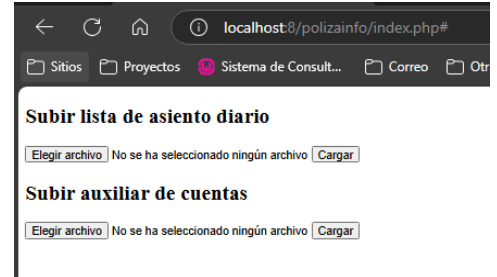 localhost:8/polizainfo/index.php#
Sitios Proyectos Sistema de Consult... Correo Otr
Subir lista de asiento diario
Elegir archivo No se ha seleccionado ningún archivo Cargar
Subir auxiliar de cuentas
Elegir archivo No se ha seleccionado ningún archivo Cargar